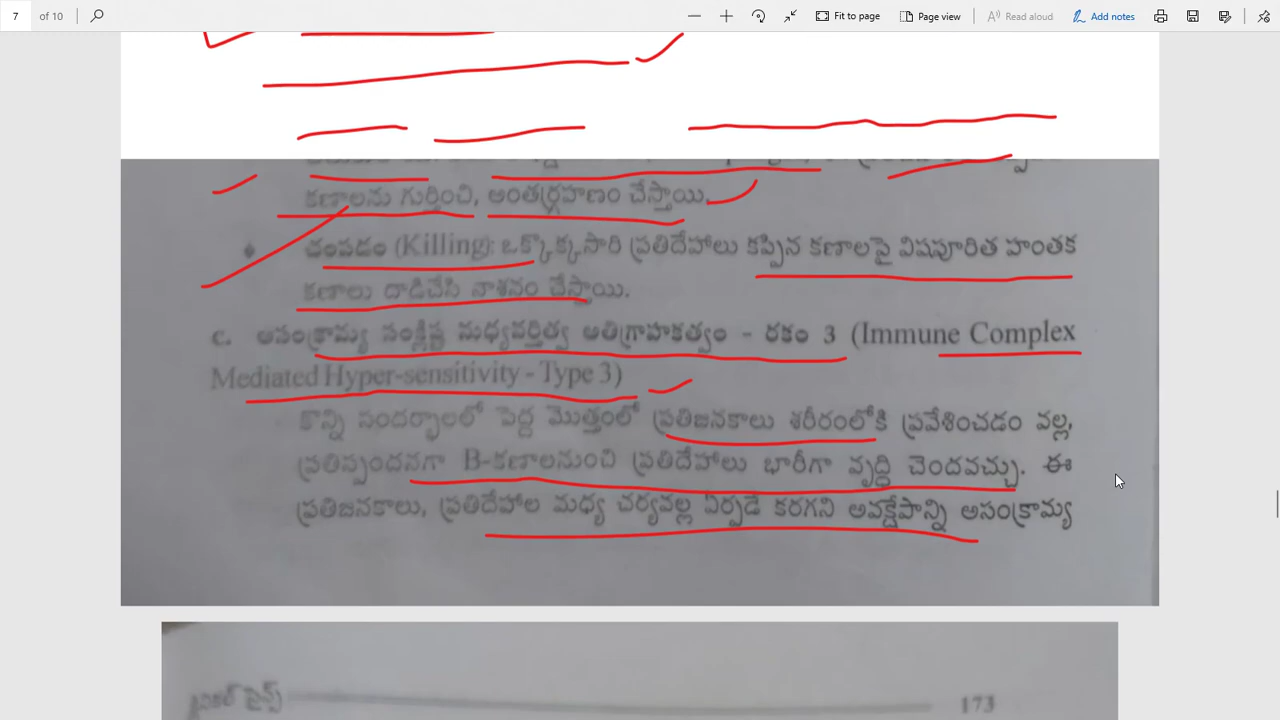 7 of 10 Fit to page Page view Read aloud Add notes
కణాలను గుర్తించి, అంతర్గ్రహణం చేస్తాయి.
చంపడం (Killing): ఒక్కొక్కసారి ప్రతిదేహాలు కప్పిన కణాలపై విషపూరిత హంతక
కణాలు దాడిచేసి నాశనం చేస్తాయి.
c. అసంక్రామ్య సంక్లిష్ట మధ్యవర్తిత్వ అతిగ్రాహకత్వం - రకం 3 (Immune Complex
Mediated Hyper-sensitivity - Type 3)
కొన్ని సందర్భాలలో పెద్ద మొత్తంలో ప్రతిజనకాలు శరీరంలోకి ప్రవేశించడం వల్ల,
ప్రతిస్పందనగా B-కణాలనుంచి ప్రతిదేహాలు భారీగా వృద్ధి చెందవచ్చు. ఈ
ప్రతిజనకాలు, ప్రతిదేహాల మధ్య చర్యవల్ల ఏర్పడే కరగని అవక్షేపాన్ని అసంక్రామ్య
173